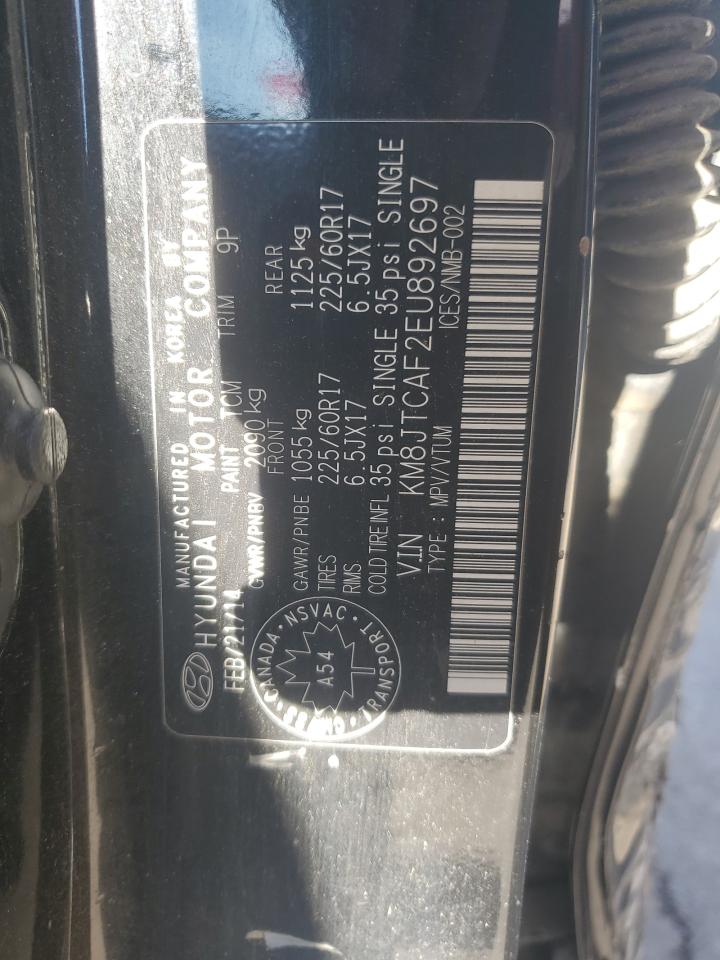 MANUFACTURED IN KOREA BY
HYUNDAI MOTOR COMPANY
FEB/21/14 PAINT TCM TRIM 9P
GVWR/PNBV 2090 kg
FRONT REAR
GAWR/PNBE 1055 kg 1125 kg
TIRES 225/60R17 225/60R17
RIMS 6.5JX17 6.5JX17
COLD TIRE INFL 35 psi SINGLE 35 psi SINGLE
V.I.N KM8JTCAF2EU892697
TYPE : MPV/VTUM ICES/NMB-002
CANADA · NSVAC ·
A54
TRANSPORT ·